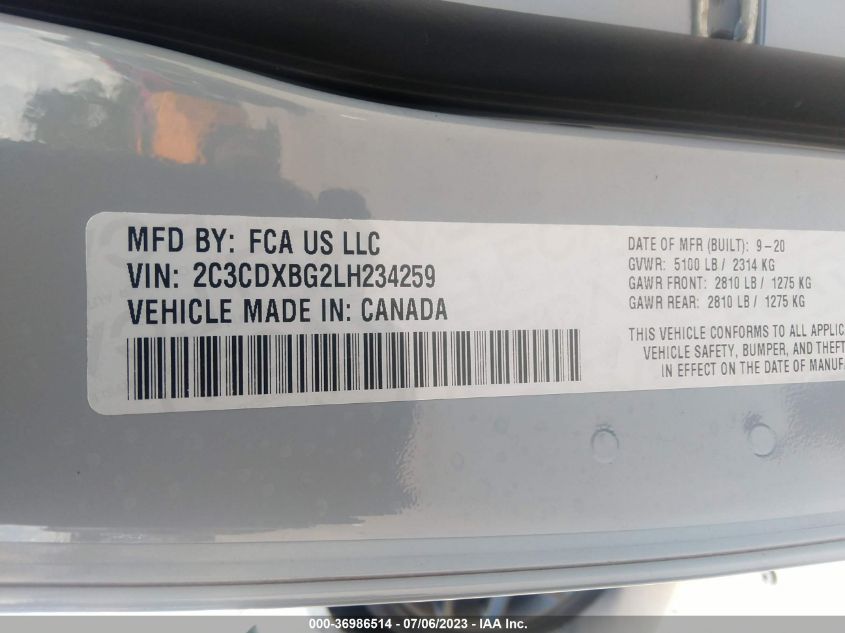 MFD BY: FCA US LLC
VIN: 2C3CDXBG2LH234259
VEHICLE MADE IN: CANADA
DATE OF MFR (BUILT): 9-20
GVWR: 5100 LB / 2314 KG
GAWR FRONT: 2810 LB / 1275 KG
GAWR REAR: 2810 LB / 1275 KG
THIS VEHICLE CONFORMS TO ALL APPLIC
VEHICLE SAFETY, BUMPER, AND THEFT
IN EFFECT ON THE DATE OF MANUFA
000-36986514 - 07/06/2023 - IAA Inc.